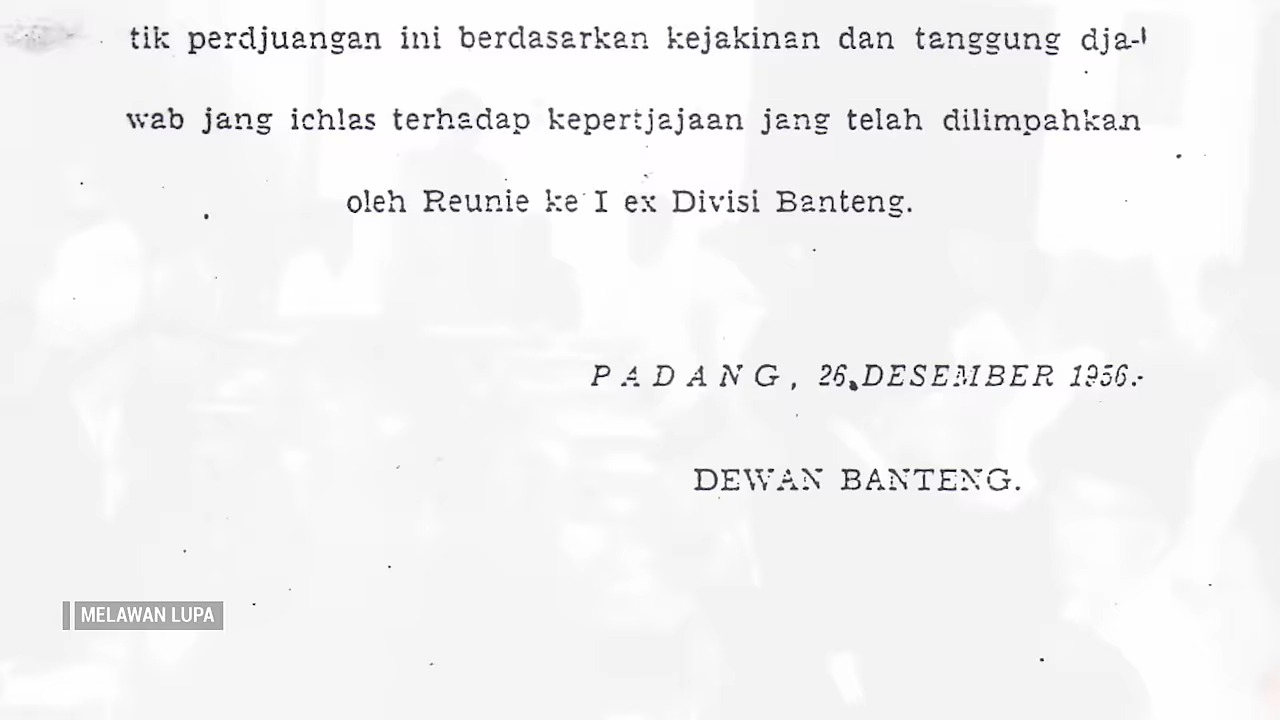 tik perdjuangan ini berdasarkan kejakinan dan tanggung dja-
wab jang ichlas terhadap kepertjajaan jang telah dilimpahkan
oleh Reunie ke I ex Divisi Banteng.
PADANG, 26 DESEMBER 1956.-
DEWAN BANTENG.
MELAWAN LUPA